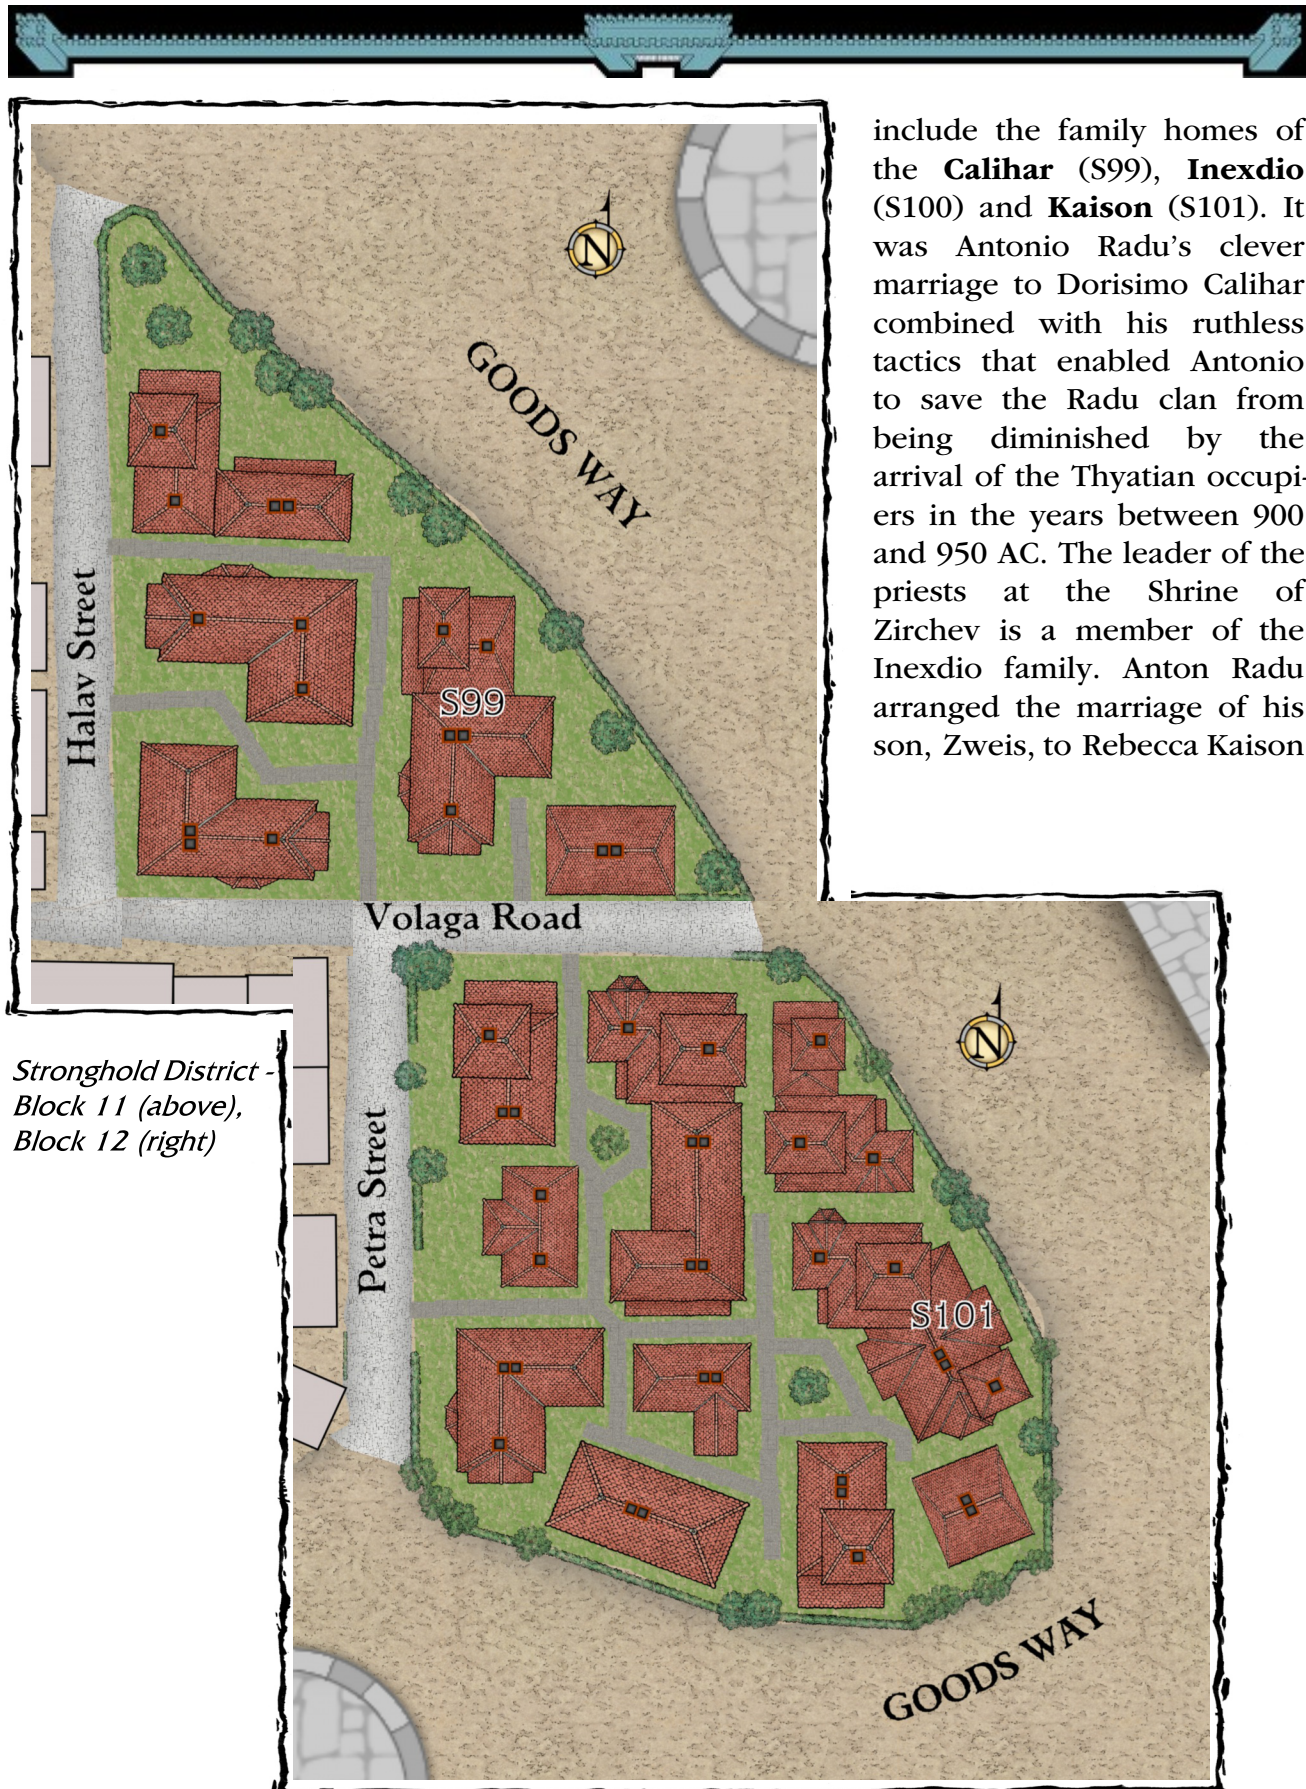 include the family homes of
the Calihar (S99), Inexdio
(S100) and Kaison (S101). It
was Antonio Radu's clever
marriage to Dorisimo Calihar
combined with his ruthless
tactics that enabled Antonio
to save the Radu clan from
being diminished by the
arrival of the Thyatian occupi-
ers in the years between 900
and 950 AC. The leader of the
priests at the Shrine of
Zirchev is a member of the
Inexdio family. Anton Radu
arranged the marriage of his
son, Zweis, to Rebecca Kaison
N
GOODS WAY
Halav Street
S99
Volaga Road
N
Stronghold District -
Block 11 (above),
Block 12 (right)
Petra Street
S101
GOODS WAY